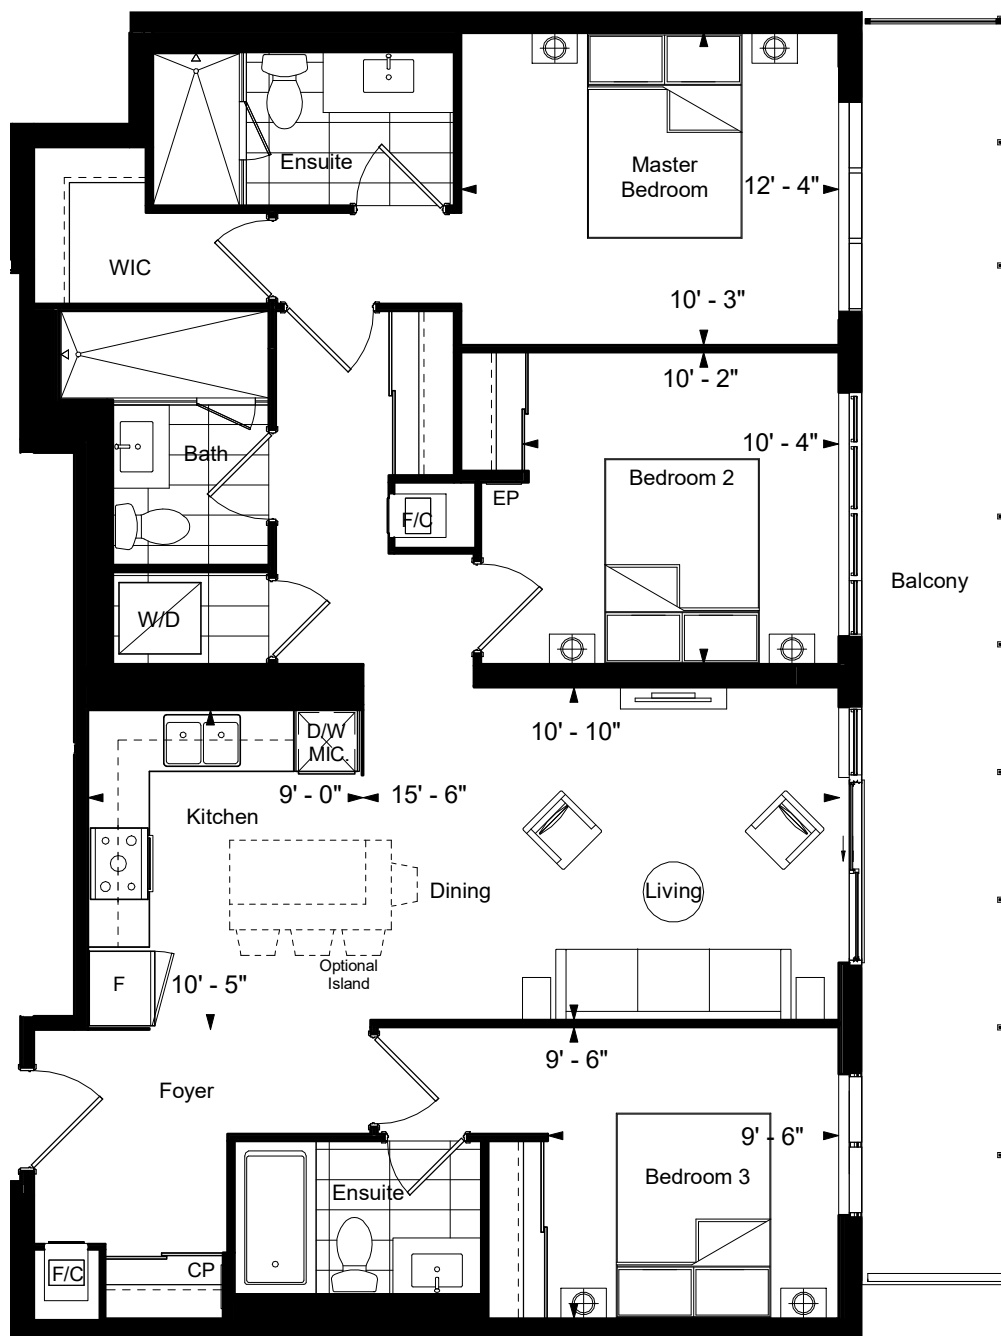 Ensuite
Master
Bedroom
12' - 4"
WIC
10' - 3"
10' - 2"
10' - 4"
Bath
Bedroom 2
EP
F/C
Balcony
W/D
D/W
MIC.
10' - 10"
9' - 0"
15' - 6"
Kitchen
Dining
Living
Optional
Island
F
10' - 5"
9' - 6"
Foyer
9' - 6"
Bedroom 3
Ensuite
F/C
CP